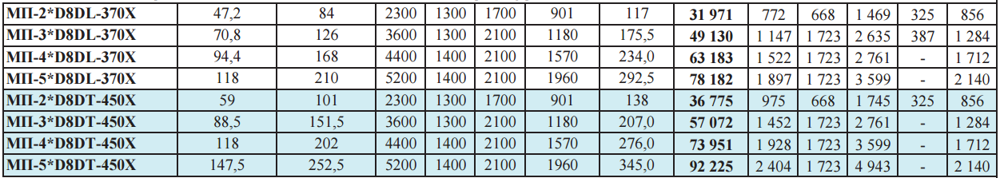 МП-2*D8DL-370X 47,2 84 2300 1300 1700 901 117 31 971 772 668 1 469 325 856
МП-3*D8DL-370X 70,8 126 3600 1300 2100 1180 175,5 49 130 1 147 1 723 2 635 387 1 284
МП-4*D8DL-370X 94,4 168 4400 1400 2100 1570 234,0 63 183 1 522 1 723 2 761 - 1 712
МП-5*D8DL-370X 118 210 5200 1400 2100 1960 292,5 78 182 1 897 1 723 3 599 - 2 140
МП-2*D8DT-450X 59 101 2300 1300 1700 901 138 36 775 975 668 1 745 325 856
МП-3*D8DT-450X 88,5 151,5 3600 1300 2100 1180 207,0 57 072 1 452 1 723 2 761 - 1 284
МП-4*D8DT-450X 118 202 4400 1400 2100 1570 276,0 73 951 1 928 1 723 3 599 - 1 712
МП-5*D8DT-450X 147,5 252,5 5200 1400 2100 1960 345,0 92 225 2 404 1 723 4 943 - 2 140